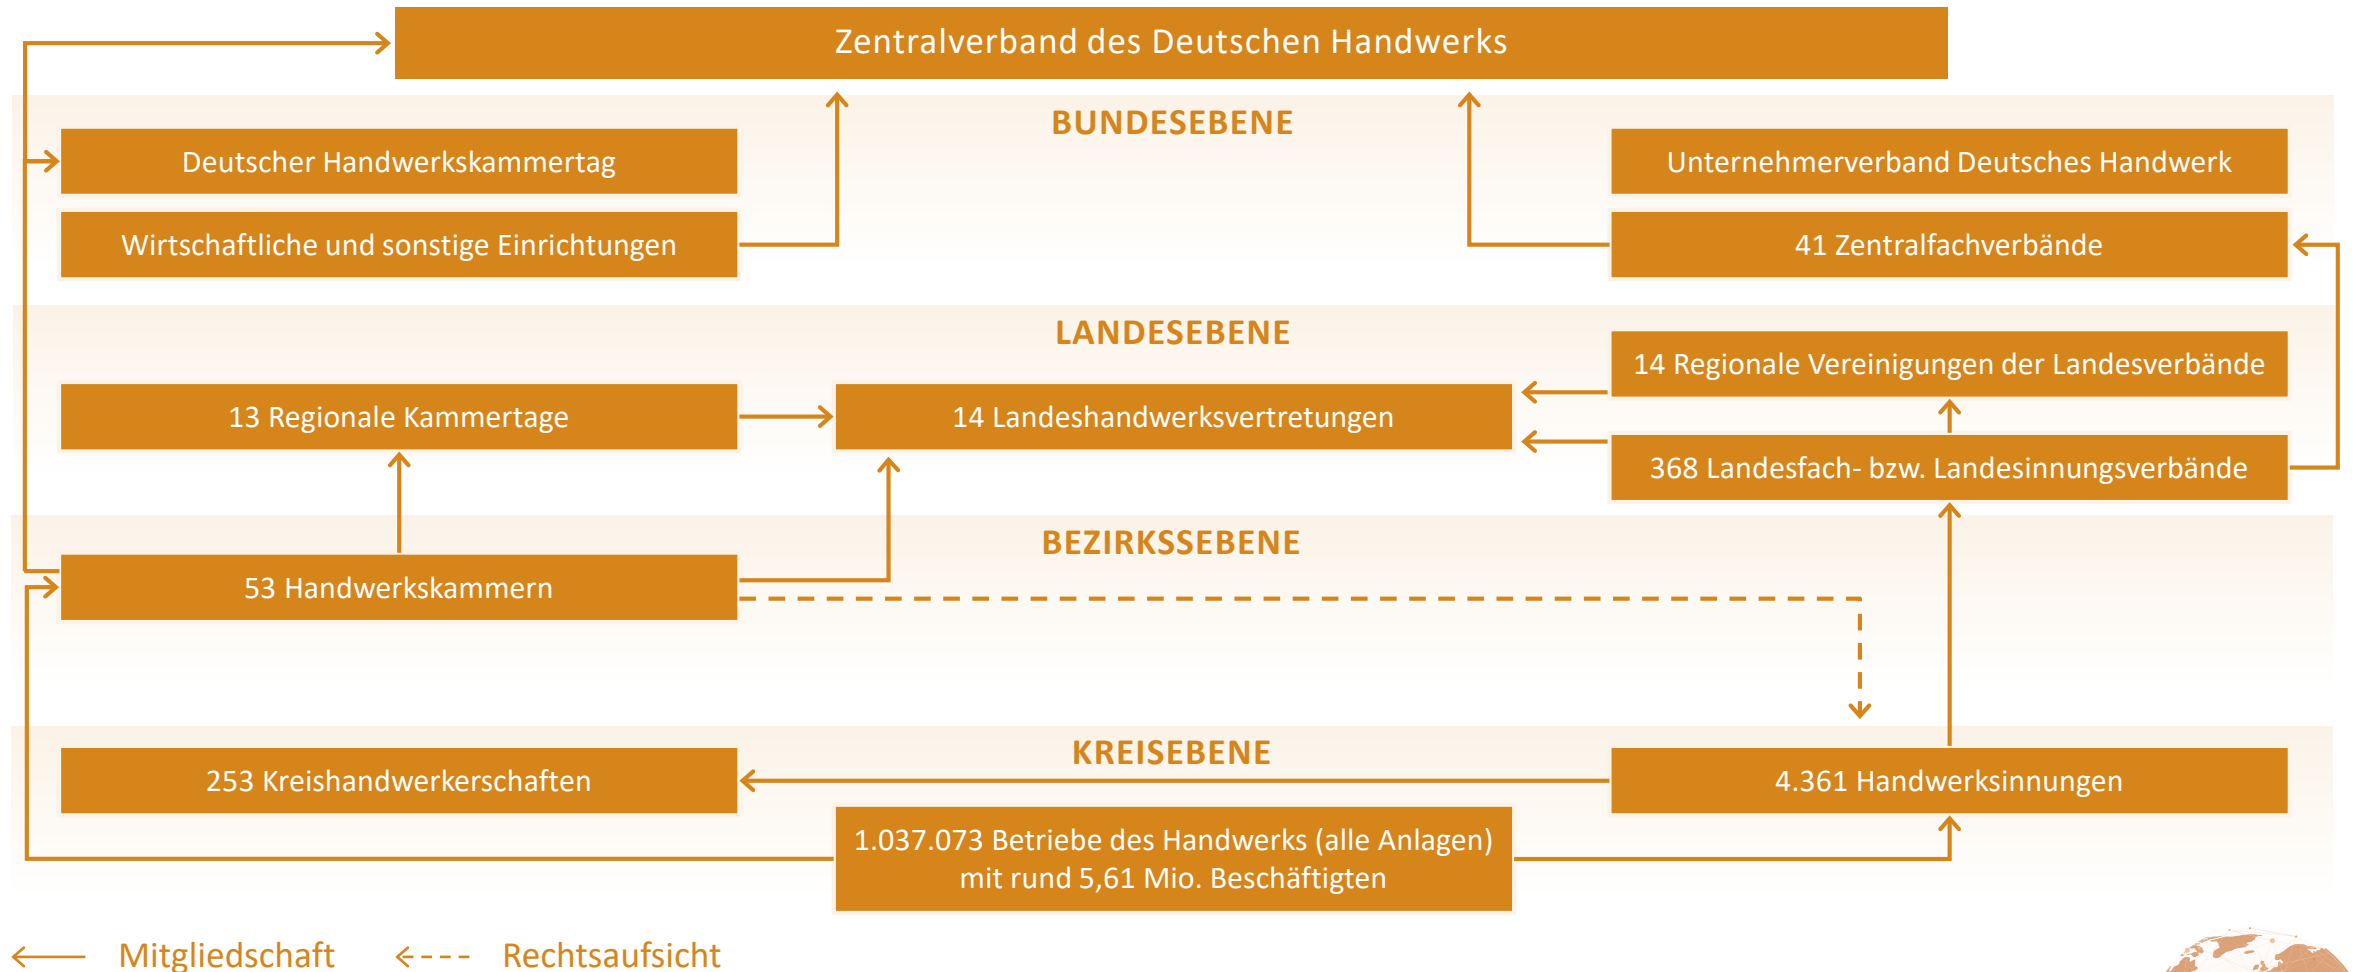 Zentralverband des Deutschen Handwerks
BUNDESEBENE
Deutscher Handwerkskammertag
Unternehmerverband Deutsches Handwerk
Wirtschaftliche und sonstige Einrichtungen
41 Zentralfachverbände
LANDESEBENE
14 Regionale Vereinigungen der Landesverbände
13 Regionale Kammertage
14 Landeshandwerksvertretungen
368 Landesfach- bzw. Landesinnungsverbände
BEZIRKSSEBENE
53 Handwerkskammern
KREISEBENE
253 Kreishandwerkerschaften
4.361 Handwerksinnungen
1.037.073 Betriebe des Handwerks (alle Anlagen)
mit rund 5,61 Mio. Beschäftigten
Mitgliedschaft
Rechtsaufsicht